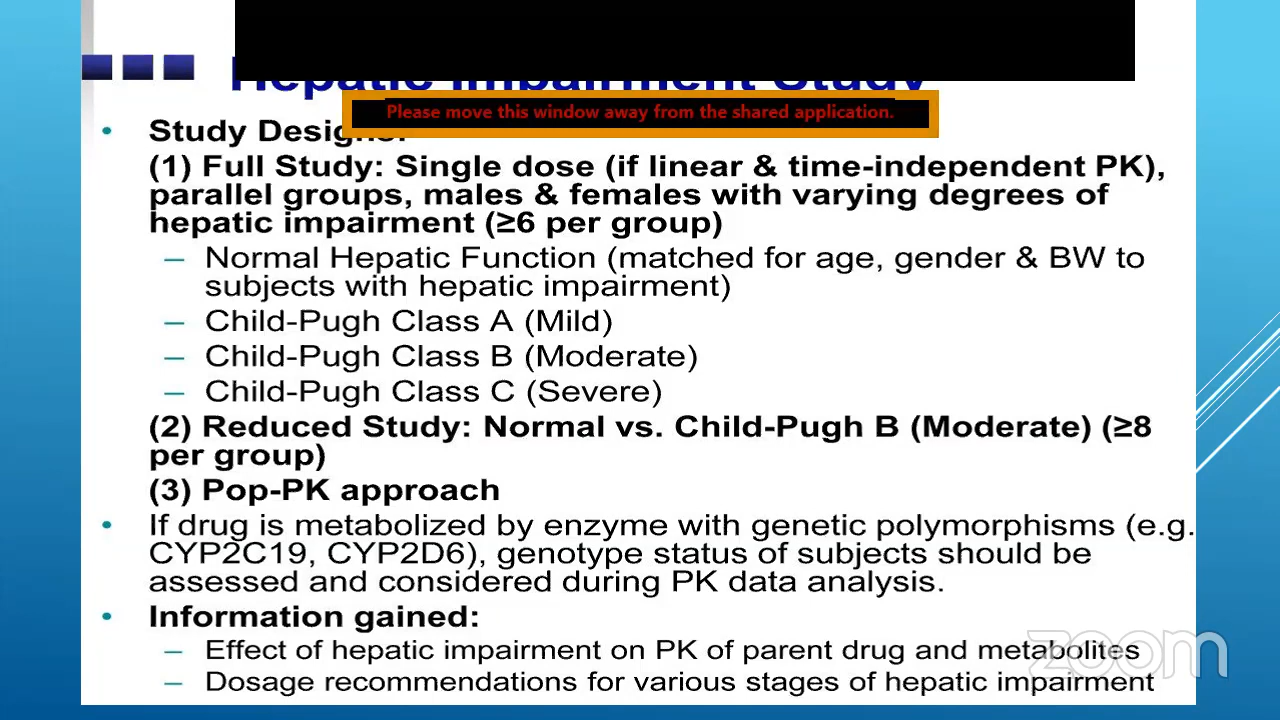 Hepatic Impairment Study
Please move this window away from the shared application.
• Study Designs:
(1) Full Study: Single dose (if linear & time-independent PK),
parallel groups, males & females with varying degrees of
hepatic impairment (≥6 per group)
– Normal Hepatic Function (matched for age, gender & BW to
subjects with hepatic impairment)
– Child-Pugh Class A (Mild)
– Child-Pugh Class B (Moderate)
– Child-Pugh Class C (Severe)
(2) Reduced Study: Normal vs. Child-Pugh B (Moderate) (≥8
per group)
(3) Pop-PK approach
• If drug is metabolized by enzyme with genetic polymorphisms (e.g.
CYP2C19, CYP2D6), genotype status of subjects should be
assessed and considered during PK data analysis.
• Information gained:
– Effect of hepatic impairment on PK of parent drug and metabolites
– Dosage recommendations for various stages of hepatic impairment
zoom